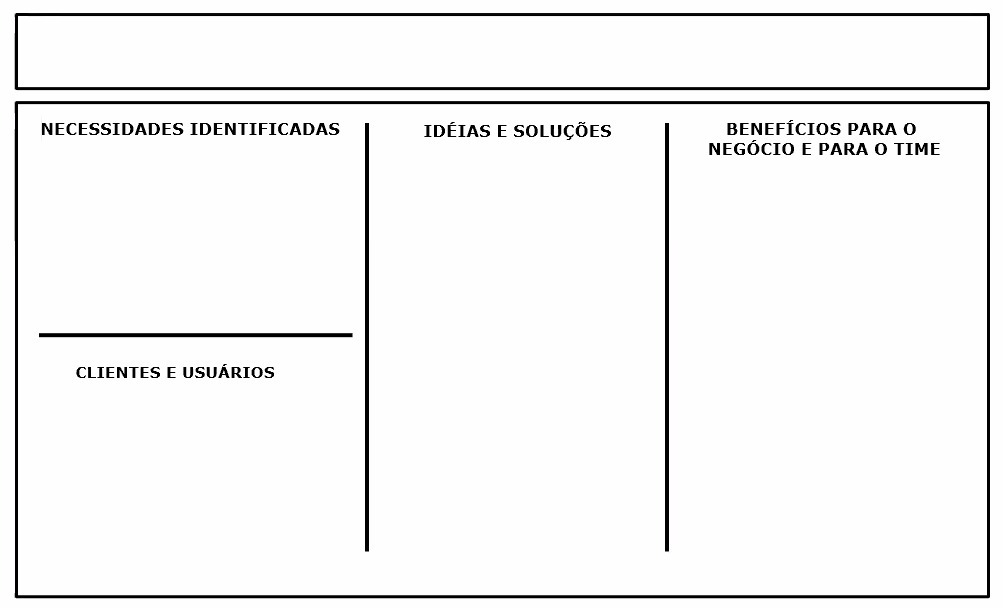 NECESSIDADES IDENTIFICADAS
CLIENTES E USUÁRIOS
IDÉIAS E SOLUÇÕES
BENEFÍCIOS PARA O
NEGÓCIO E PARA O TIME